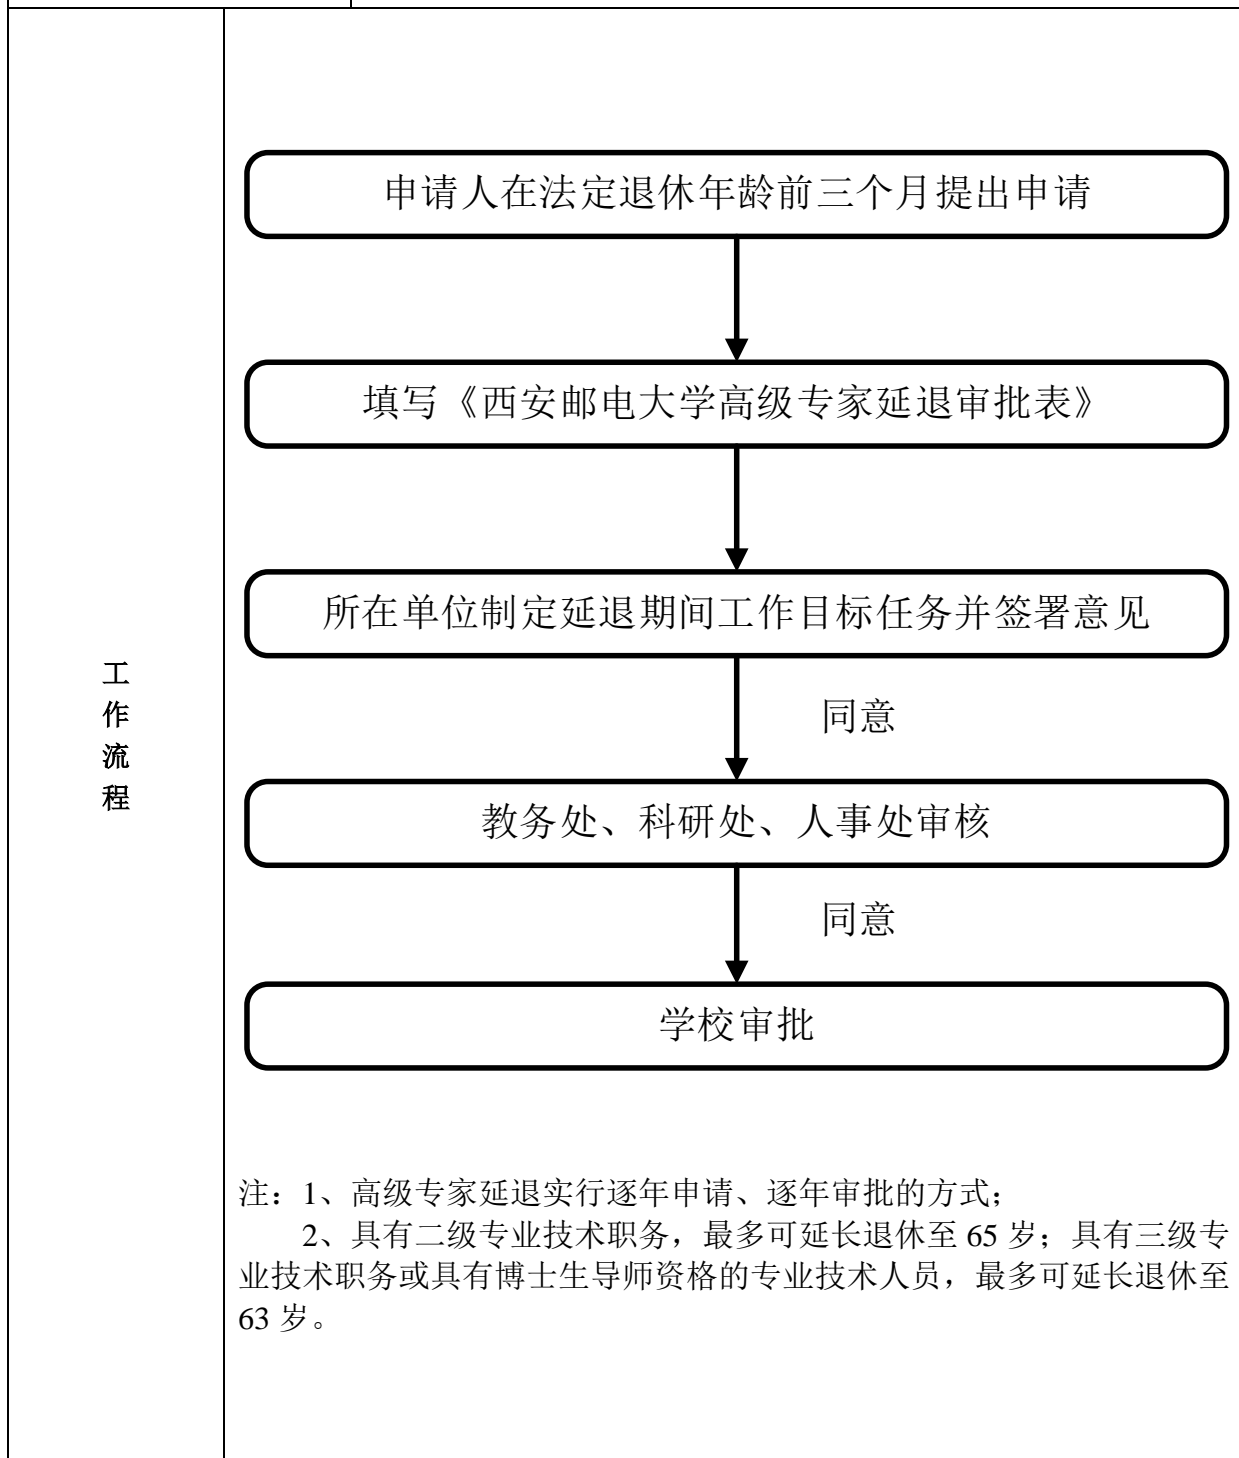 申请人在法定退休年龄前三个月提出申请
填写《西安邮电大学高级专家延退审批表》
所在单位制定延退期间工作目标任务并签署意见
同意
教务处、科研处、人事处审核
同意
学校审批
工
作
流
程
注：1、高级专家延退实行逐年申请、逐年审批的方式；
2、具有二级专业技术职务，最多可延长退休至 65 岁；具有三级专
业技术职务或具有博士生导师资格的专业技术人员，最多可延长退休至
63 岁。